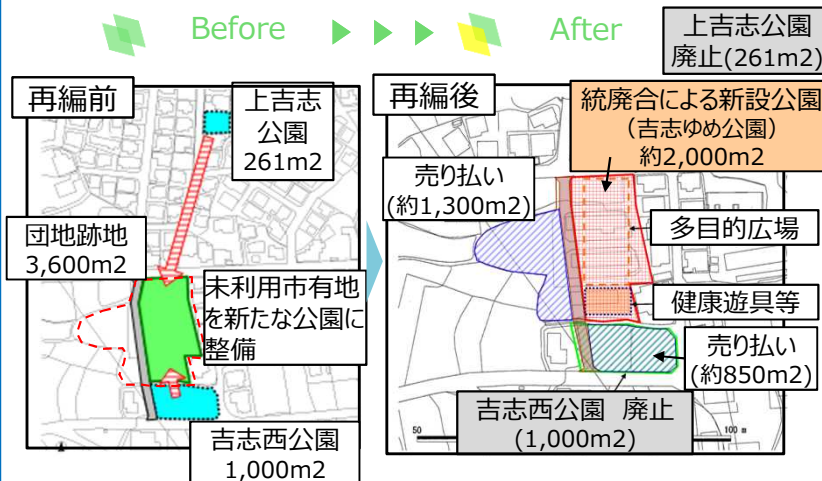 Before
After
上吉志公園
廃止(261m2)
再編前
上吉志
公園
261m2
団地跡地
3,600m2
未利用市有地
を新たな公園に
整備
吉志西公園
1,000m2
再編後
統廃合による新設公園
(吉志ゆめ公園)
約2,000m2
売り払い
(約1,300m2)
多目的広場
健康遊具等
売り払い
(約850m2)
吉志西公園 廃止
(1,000m2)
50
100 m